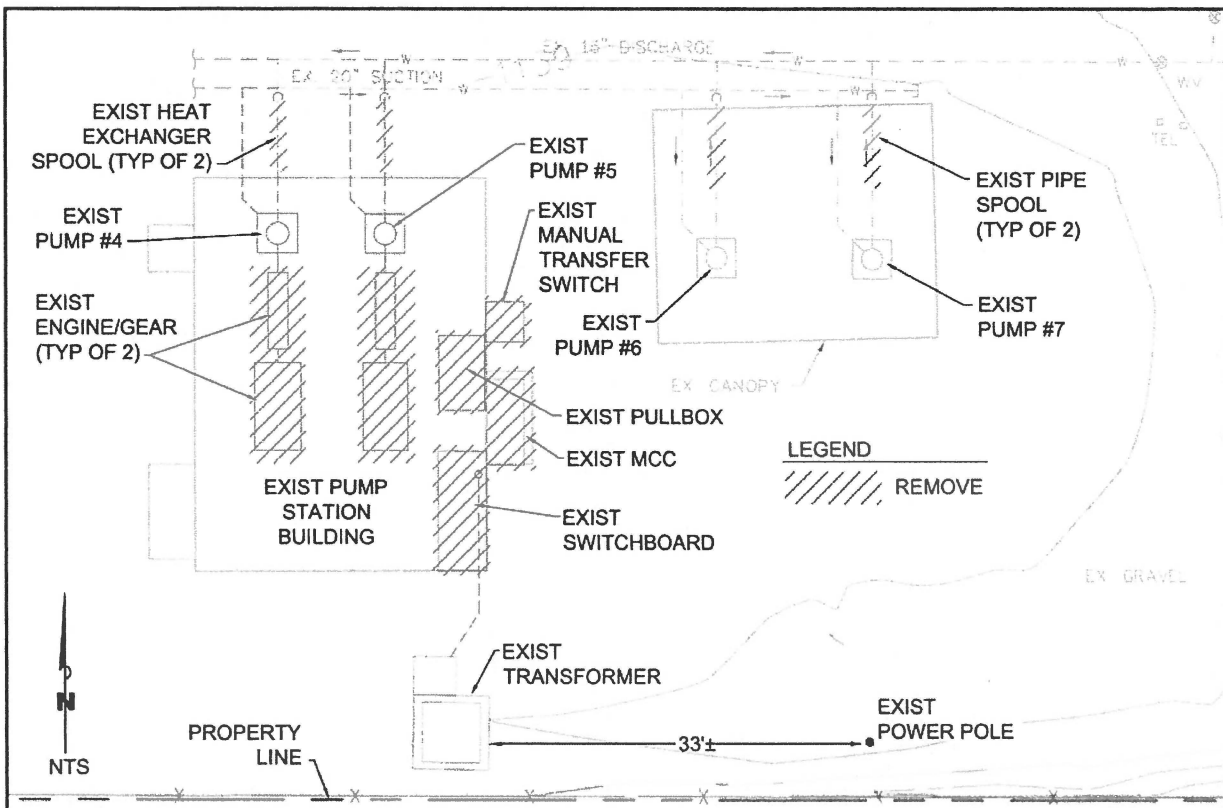 EX 16" DISCHARGE
W
W
W
W
EX 20" SUCTION
W
W
W.V
TEL
EXIST HEAT
EXCHANGER
SPOOL (TYP OF 2)
EXIST
PUMP #5
EXIST
PUMP #4
EXIST
MANUAL
TRANSFER
SWITCH
EXIST PIPE
SPOOL
(TYP OF 2)
EXIST
ENGINE/GEAR
(TYP OF 2)
EXIST
PUMP #6
EXIST
PUMP #7
EX CANOPY
EXIST PULLBOX
EXIST MCC
LEGEND
REMOVE
EXIST PUMP
STATION
BUILDING
EXIST
SWITCHBOARD
EX GRAVEL
EXIST
TRANSFORMER
N
NTS
PROPERTY
LINE
33'±
EXIST
POWER POLE